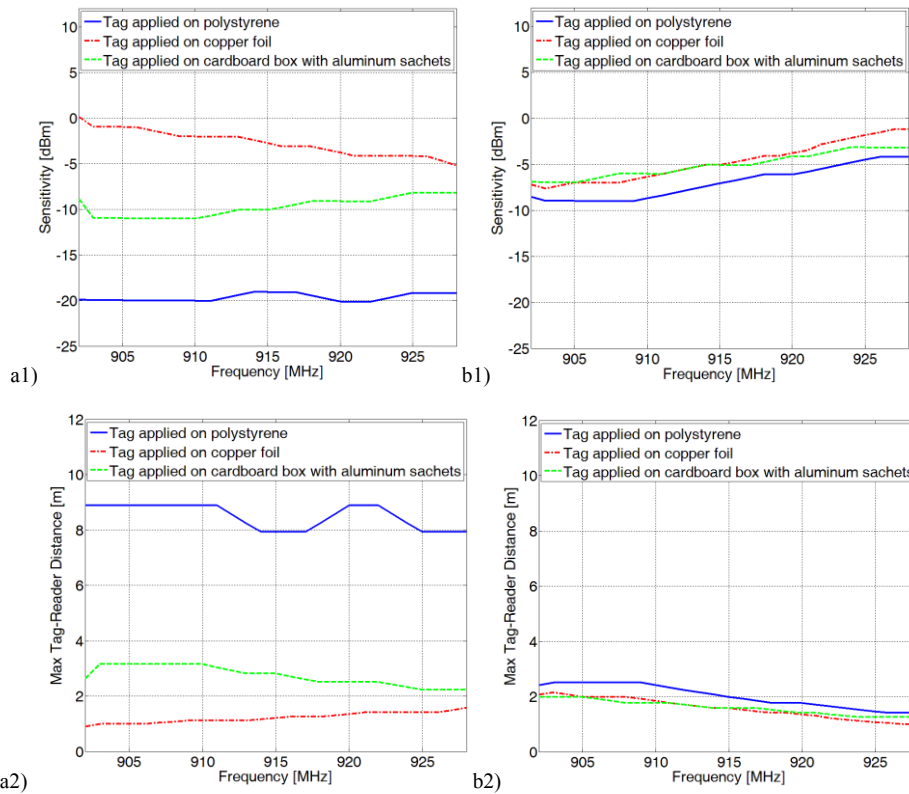 10
5
0
-5
-10
-15
-20
-25
Sensitivity [dBm]
Tag applied on polystyrene
Tag applied on copper foil
Tag applied on cardboard box with aluminum sachets
905 910 915 920 925
Frequency [MHz]
a1)
10
5
0
-5
-10
-15
-20
-25
Sensitivity [dBm]
Tag applied on polystyrene
Tag applied on copper foil
Tag applied on cardboard box with aluminum sachets
905 910 915 920 925
Frequency [MHz]
b1)
12
10
8
6
4
2
0
Max Tag-Reader Distance [m]
Tag applied on polystyrene
Tag applied on copper foil
Tag applied on cardboard box with aluminum sachets
905 910 915 920 925
Frequency [MHz]
a2)
12
10
8
6
4
2
0
Max Tag-Reader Distance [m]
Tag applied on polystyrene
Tag applied on copper foil
Tag applied on cardboard box with aluminum sachets
905 910 915 920 925
Frequency [MHz]
b2)